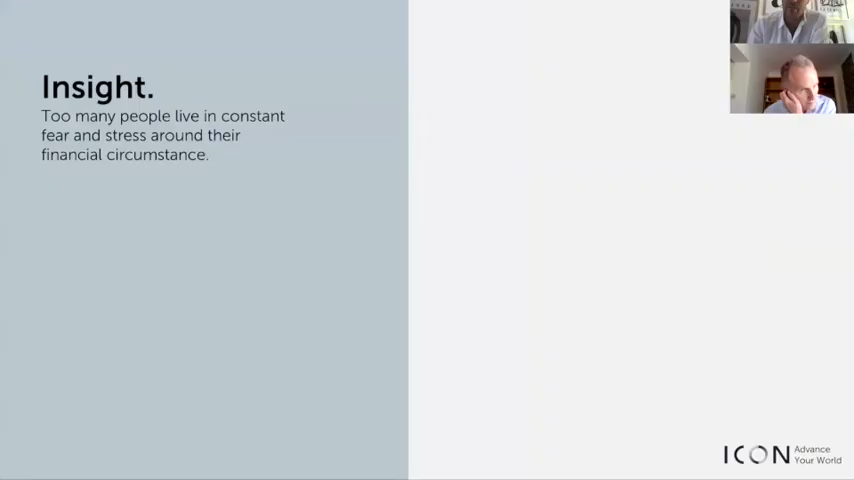 Insight.
Too many people live in constant
fear and stress around their
financial circumstance.
ICON Advance
Your World